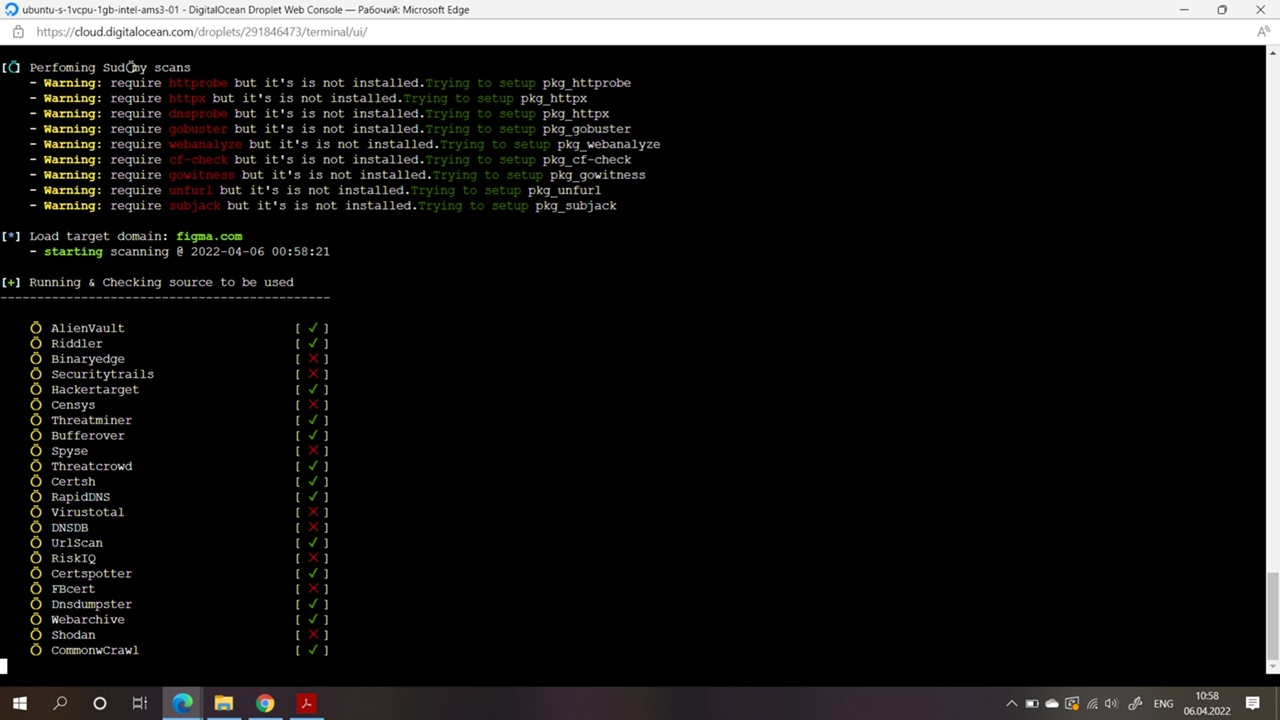 ubuntu-s-1vcpu-1gb-intel-ams3-01 - DigitalOcean Droplet Web Console — Рабочий: Microsoft Edge
https://cloud.digitalocean.com/droplets/291846473/terminal/ui/
[Ỏ] Perfoming Sudomy scans
- Warning: require httprobe but it's is not installed.Trying to setup pkg_httprobe
- Warning: require httpx but it's is not installed.Trying to setup pkg_httpx
- Warning: require dnsprobe but it's is not installed.Trying to setup pkg_httpx
- Warning: require gobuster but it's is not installed.Trying to setup pkg_gobuster
- Warning: require webanalyze but it's is not installed.Trying to setup pkg_webanalyze
- Warning: require cf-check but it's is not installed.Trying to setup pkg_cf-check
- Warning: require gowitness but it's is not installed.Trying to setup pkg_gowitness
- Warning: require unfurl but it's is not installed.Trying to setup pkg_unfurl
- Warning: require subjack but it's is not installed.Trying to setup pkg_subjack
[*] Load target domain: figma.com
- starting scanning @ 2022-04-06 00:58:21
[+] Running & Checking source to be used
---------------------------------------------
AlienVault [ ✓ ]
Riddler [ ✓ ]
Binaryedge [ ✕ ]
Securitytrails [ ✕ ]
Hackertarget [ ✓ ]
Censys [ ✕ ]
Threatminer [ ✓ ]
Bufferover [ ✓ ]
Spyse [ ✕ ]
Threatcrowd [ ✓ ]
Certsh [ ✓ ]
RapidDNS [ ✓ ]
Virustotal [ ✕ ]
DNSDB [ ✕ ]
UrlScan [ ✓ ]
RiskIQ [ ✕ ]
Certspotter [ ✓ ]
FBcert [ ✕ ]
Dnsdumpster [ ✓ ]
Webarchive [ ✓ ]
Shodan [ ✕ ]
CommonwCrawl [ ✓ ]
ENG
10:58
06.04.2022